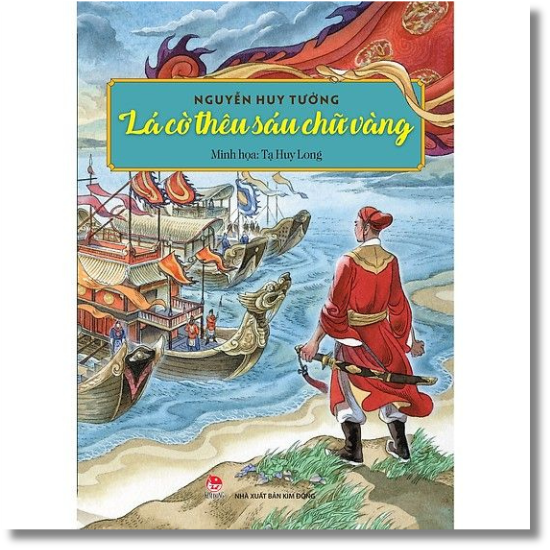 NGUYỄN HUY TƯỞNG
Lá cờ thêu sáu chữ vàng
Minh họa: Tạ Huy Long
NHÀ XUẤT BẢN KIM ĐỒNG